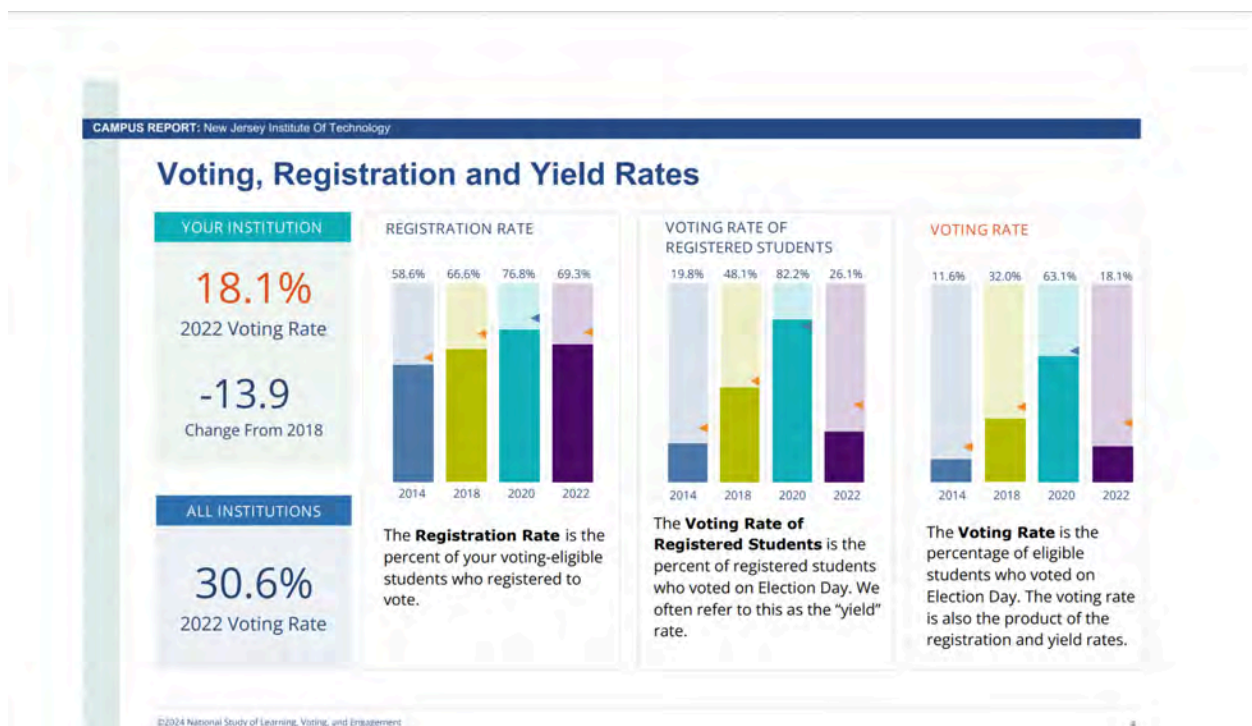 CAMPUS REPORT: New Jersey Institute Of Technology
Voting, Registration and Yield Rates
YOUR INSTITUTION
18.1%
2022 Voting Rate
-13.9
Change From 2018
ALL INSTITUTIONS
30.6%
2022 Voting Rate
REGISTRATION RATE
58.6% 66.6% 76.8% 69.3%
2014 2018 2020 2022
The Registration Rate is the
percent of your voting-eligible
students who registered to
vote.
VOTING RATE OF
REGISTERED STUDENTS
19.8% 48.1% 82.2% 26.1%
2014 2018 2020 2022
The Voting Rate of
Registered Students is the
percent of registered students
who voted on Election Day. We
often refer to this as the “yield”
rate.
VOTING RATE
11.6% 32.0% 63.1% 18.1%
2014 2018 2020 2022
The Voting Rate is the
percentage of eligible
students who voted on
Election Day. The voting rate
is also the product of the
registration and yield rates.
©2024 National Study of Learning, Voting, and Engagement